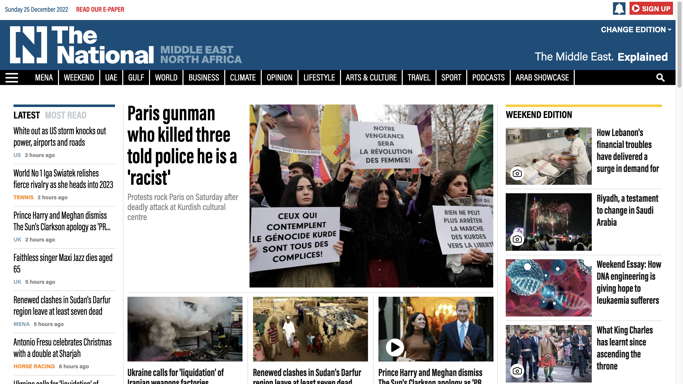 Sunday 25 December 2022
READ OUR E-PAPER
SIGN UP
CHANGE EDITION
N The National
MIDDLE EAST
NORTH AFRICA
The Middle East. Explained
MENA WEEKEND UAE GULF WORLD BUSINESS CLIMATE OPINION LIFESTYLE ARTS & CULTURE TRAVEL SPORT PODCASTS ARAB SHOWCASE
LATEST MOST READ
White out as US storm knocks out
power, airports and roads
US 2 hours ago
World No 1 Iga Swiatek relishes
fierce rivalry as she heads into 2023
TENNIS 2 hours ago
Prince Harry and Meghan dismiss
The Sun's Clarkson apology as 'PR...
UK 2 hours ago
Faithless singer Maxi Jazz dies aged
65
UK 5 hours ago
Renewed clashes in Sudan's Darfur
region leave at least seven dead
MENA 5 hours ago
Antonio Fresu celebrates Christmas
with a double at Sharjah
HORSE RACING 6 hours ago
Ukraine calls for 'liquidation' of
Paris gunman
who killed three
told police he is a
'racist'
Protests rock Paris on Saturday after
deadly attack at Kurdish cultural
centre
NOTRE
VENGEANCE
SERA
LA RÉVOLUTION
DES FEMMES!
CEUX QUI
CONTEMPLENT
LE GÉNOCIDE KURDE
SONT TOUS DES
COMPLICES!
RIEN NE PEUT
PLUS ARRÊTER
LA MARCHE
DES KURDES
VERS LA LIBERTÉ
Ukraine calls for 'liquidation' of
Iranian weapons factories
Renewed clashes in Sudan's Darfur
region leave at least seven dead
Prince Harry and Meghan dismiss
The Sun's Clarkson apology as 'PR
WEEKEND EDITION
How Lebanon's
financial troubles
have delivered a
surge in demand for
Riyadh, a testament
to change in Saudi
Arabia
Weekend Essay: How
DNA engineering is
giving hope to
leukaemia sufferers
What King Charles
has learnt since
ascending the
throne